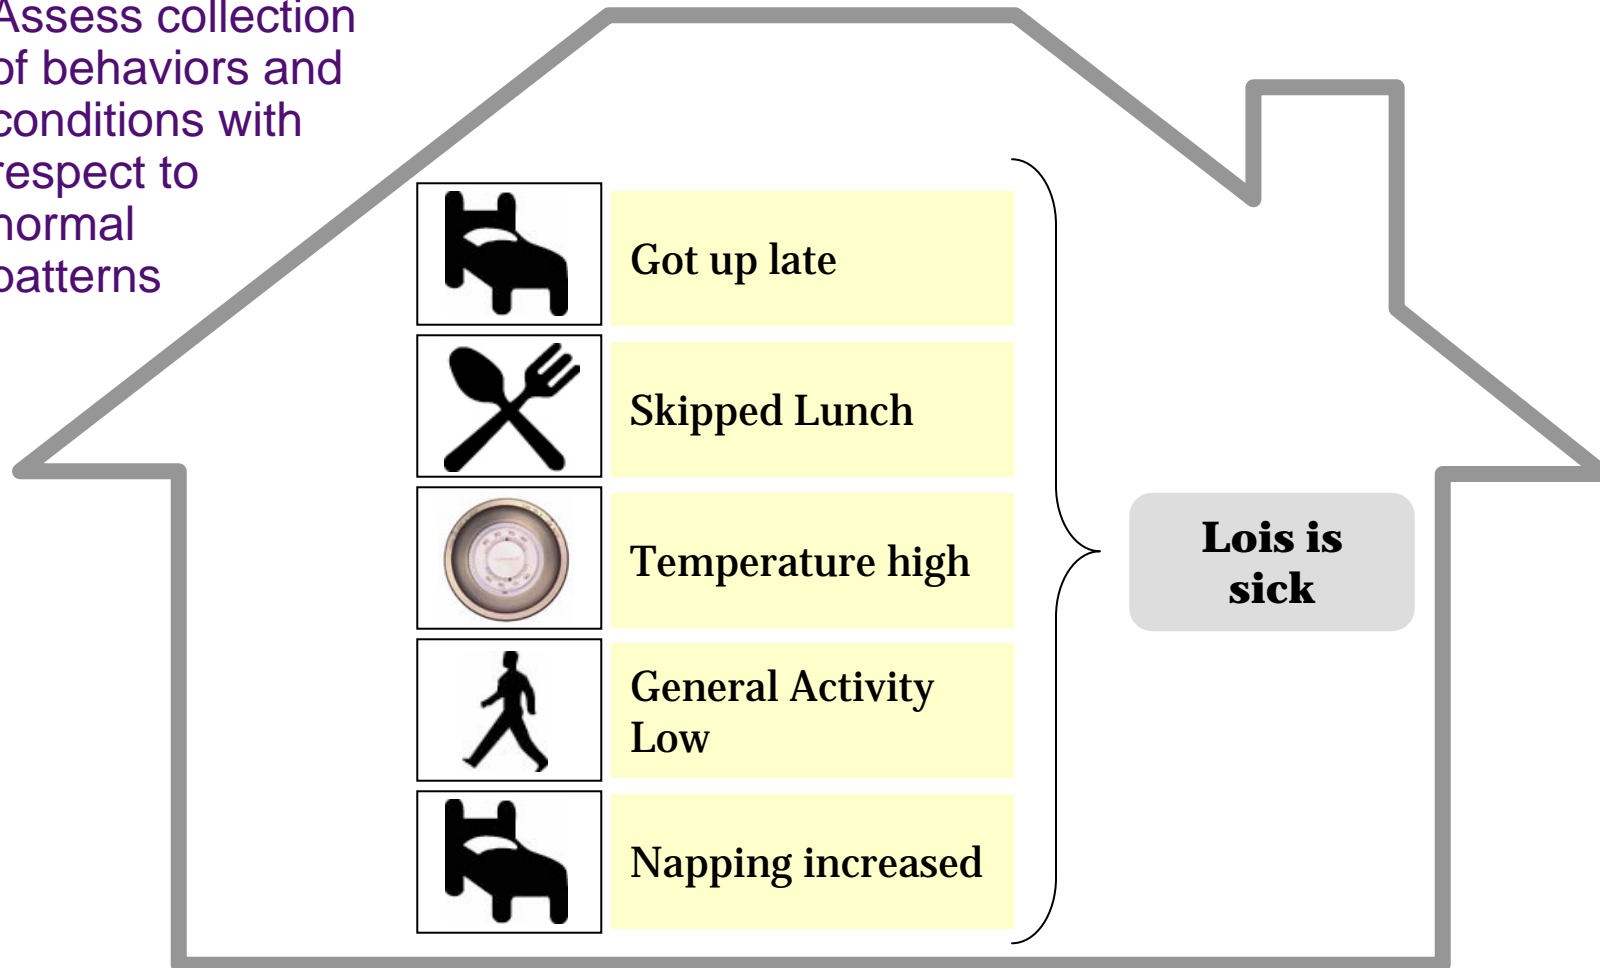 Assess collection
of behaviors and
conditions with
respect to
normal
patterns
Got up late
Skipped Lunch
Temperature high
General Activity
Low
Napping increased
Lois is
sick